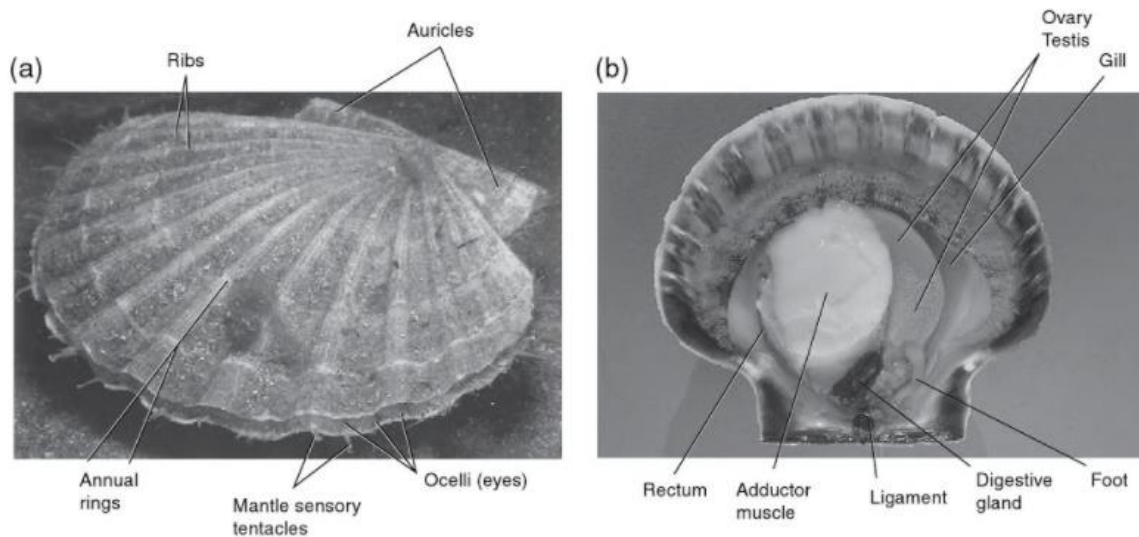 (a)
Ribs
Auricles
Annual
rings
Mantle sensory
tentacles
Ocelli (eyes)
(b)
Ovary
Testis
Gill
Rectum
Adductor
muscle
Ligament
Digestive
gland
Foot